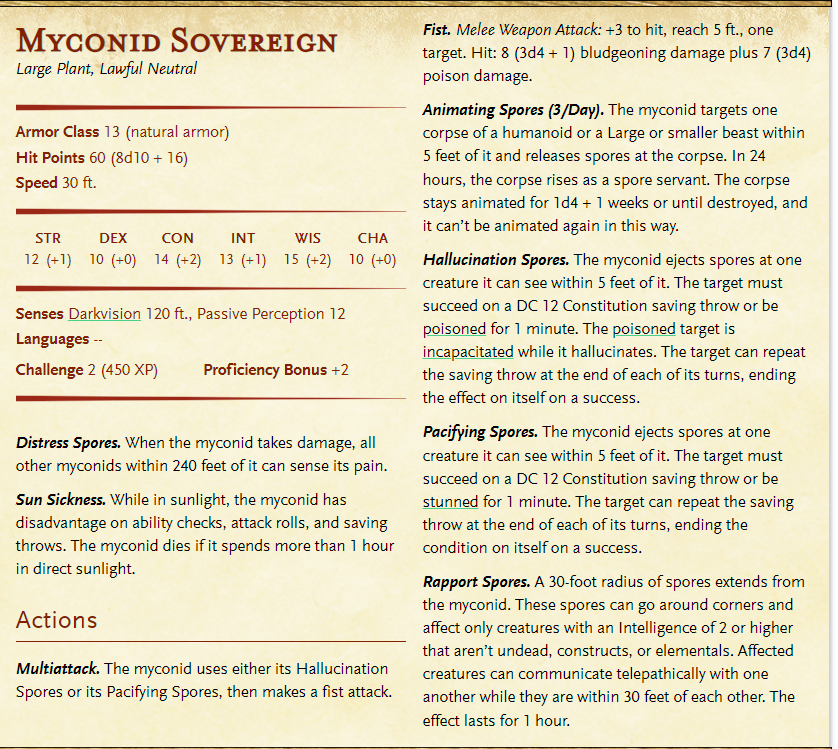 Myconid Sovereign
Large Plant, Lawful Neutral
Armor Class 13 (natural armor)
Hit Points 60 (8d10 + 16)
Speed 30 ft.
STR DEX CON INT WIS CHA
12 (+1) 10 (+0) 14 (+2) 13 (+1) 15 (+2) 10 (+0)
Senses Darkvision 120 ft., Passive Perception 12
Languages --
Challenge 2 (450 XP) Proficiency Bonus +2
Distress Spores. When the myconid takes damage, all
other myconids within 240 feet of it can sense its pain.
Sun Sickness. While in sunlight, the myconid has
disadvantage on ability checks, attack rolls, and saving
throws. The myconid dies if it spends more than 1 hour
in direct sunlight.
Actions
Multiattack. The myconid uses either its Hallucination
Spores or its Pacifying Spores, then makes a fist attack.
Fist. Melee Weapon Attack: +3 to hit, reach 5 ft., one
target. Hit: 8 (3d4 + 1) bludgeoning damage plus 7 (3d4)
poison damage.
Animating Spores (3/Day). The myconid targets one
corpse of a humanoid or a Large or smaller beast within
5 feet of it and releases spores at the corpse. In 24
hours, the corpse rises as a spore servant. The corpse
stays animated for 1d4 + 1 weeks or until destroyed, and
it can't be animated again in this way.
Hallucination Spores. The myconid ejects spores at one
creature it can see within 5 feet of it. The target must
succeed on a DC 12 Constitution saving throw or be
poisoned for 1 minute. The poisoned target is
incapacitated while it hallucinates. The target can repeat
the saving throw at the end of each of its turns, ending
the effect on itself on a success.
Pacifying Spores. The myconid ejects spores at one
creature it can see within 5 feet of it. The target must
succeed on a DC 12 Constitution saving throw or be
stunned for 1 minute. The target can repeat the saving
throw at the end of each of its turns, ending the
condition on itself on a success.
Rapport Spores. A 30-foot radius of spores extends from
the myconid. These spores can go around corners and
affect only creatures with an Intelligence of 2 or higher
that aren't undead, constructs, or elementals. Affected
creatures can communicate telepathically with one
another while they are within 30 feet of each other. The
effect lasts for 1 hour.